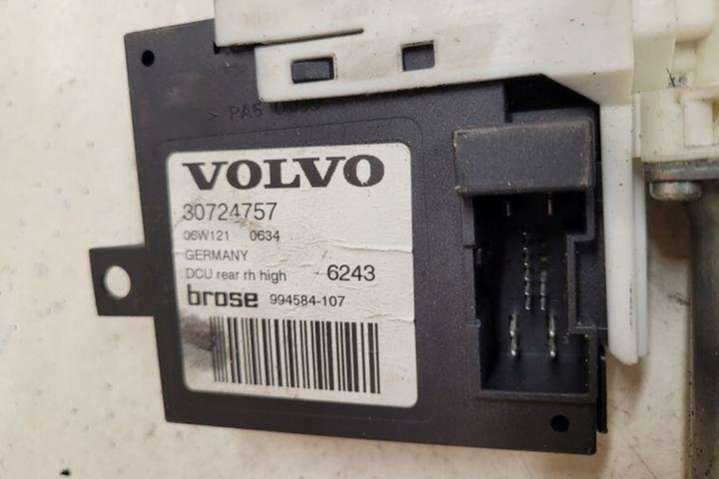 VOLVO
30724757
06W121 0634
GERMANY
DCU rear rh high 6243
brose 994584-107